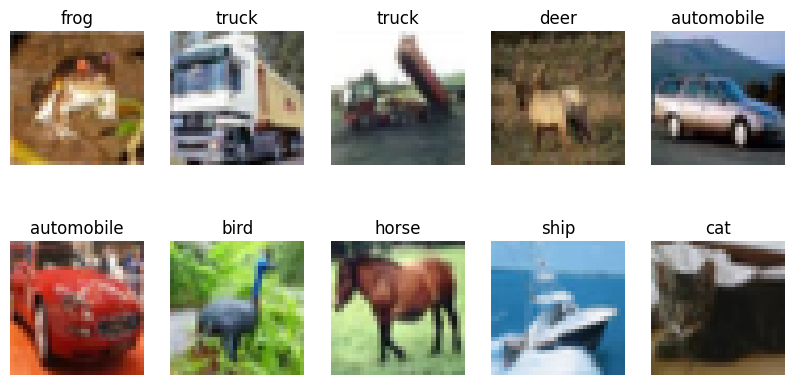 frog truck truck deer automobile
automobile bird horse ship cat